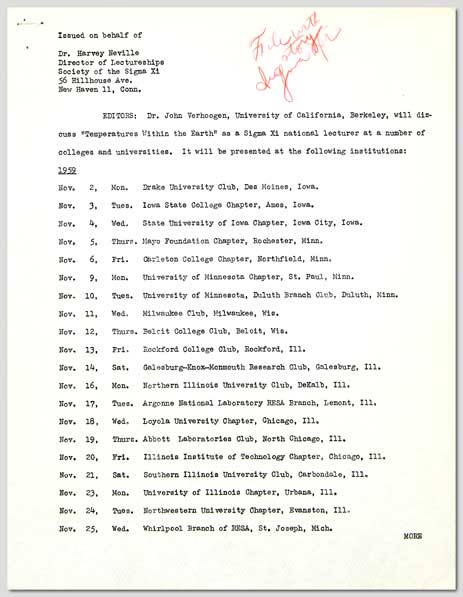 Issued on behalf of
File with
story
Sigma Xi
Dr. Harvey Neville
Director of Lectureships
Society of the Sigma Xi
56 Hillhouse Ave.
New Haven 11, Conn.
EDITORS: Dr. John Verhoogen, University of California, Berkeley, will dis-
cuss "Temperatures Within the Earth" as a Sigma Xi national lecturer at a number of
colleges and universities. It will be presented at the following institutions:
1959
Nov. 2, Mon. Drake University Club, Des Moines, Iowa.
Nov. 3, Tues. Iowa State College Chapter, Ames, Iowa.
Nov. 4, Wed. State University of Iowa Chapter, Iowa City, Iowa.
Nov. 5, Thurs. Mayo Foundation Chapter, Rochester, Minn.
Nov. 6, Fri. Carleton College Chapter, Northfield, Minn.
Nov. 9, Mon. University of Minnesota Chapter, St. Paul, Minn.
Nov. 10, Tues. University of Minnesota, Duluth Branch Club, Duluth, Minn.
Nov. 11, Wed. Milwaukee Club, Milwaukee, Wis.
Nov. 12, Thurs. Beloit College Club, Beloit, Wis.
Nov. 13, Fri. Rockford College Club, Rockford, Ill.
Nov. 14, Sat. Galesburg-Knox-Monmouth Research Club, Galesburg, Ill.
Nov. 16, Mon. Northern Illinois University Club, DeKalb, Ill.
Nov. 17, Tues. Argonne National Laboratory RESA Branch, Lemont, Ill.
Nov. 18, Wed. Loyola University Chapter, Chicago, Ill.
Nov. 19, Thurs. Abbott Laboratories Club, North Chicago, Ill.
Nov. 20, Fri. Illinois Institute of Technology Chapter, Chicago, Ill.
Nov. 21, Sat. Southern Illinois University Club, Carbondale, Ill.
Nov. 23, Mon. University of Illinois Chapter, Urbana, Ill.
Nov. 24, Tues. Northwestern University Chapter, Evanston, Ill.
Nov. 25, Wed. Whirlpool Branch of RESA, St. Joseph, Mich.
MORE